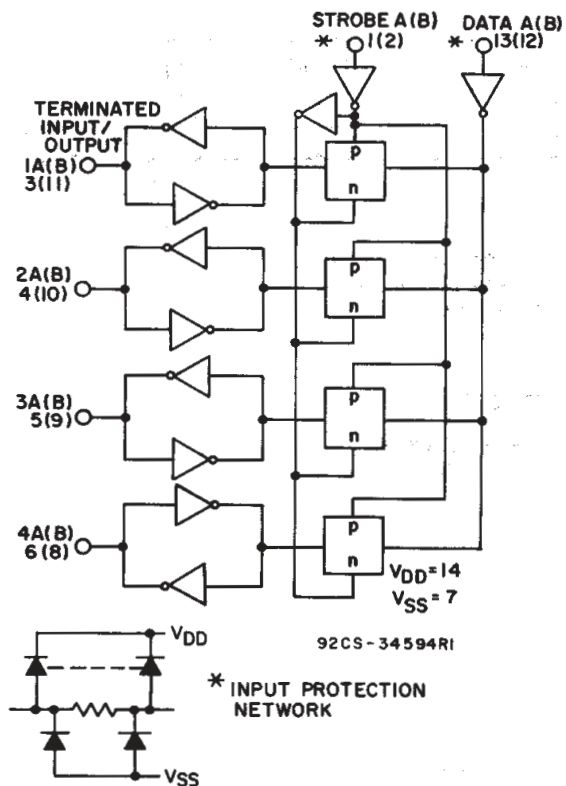 STROBE A(B)
* 1(2)
DATA A(B)
* 13(12)
TERMINATED
INPUT/
OUTPUT
1A(B)
3(11)
p
n
2A(B)
4(10)
p
n
3A(B)
5(9)
p
n
4A(B)
6(8)
p
n
VDD=14
VSS=7
92CS-34594RI
VDD
* INPUT PROTECTION
NETWORK
VSS